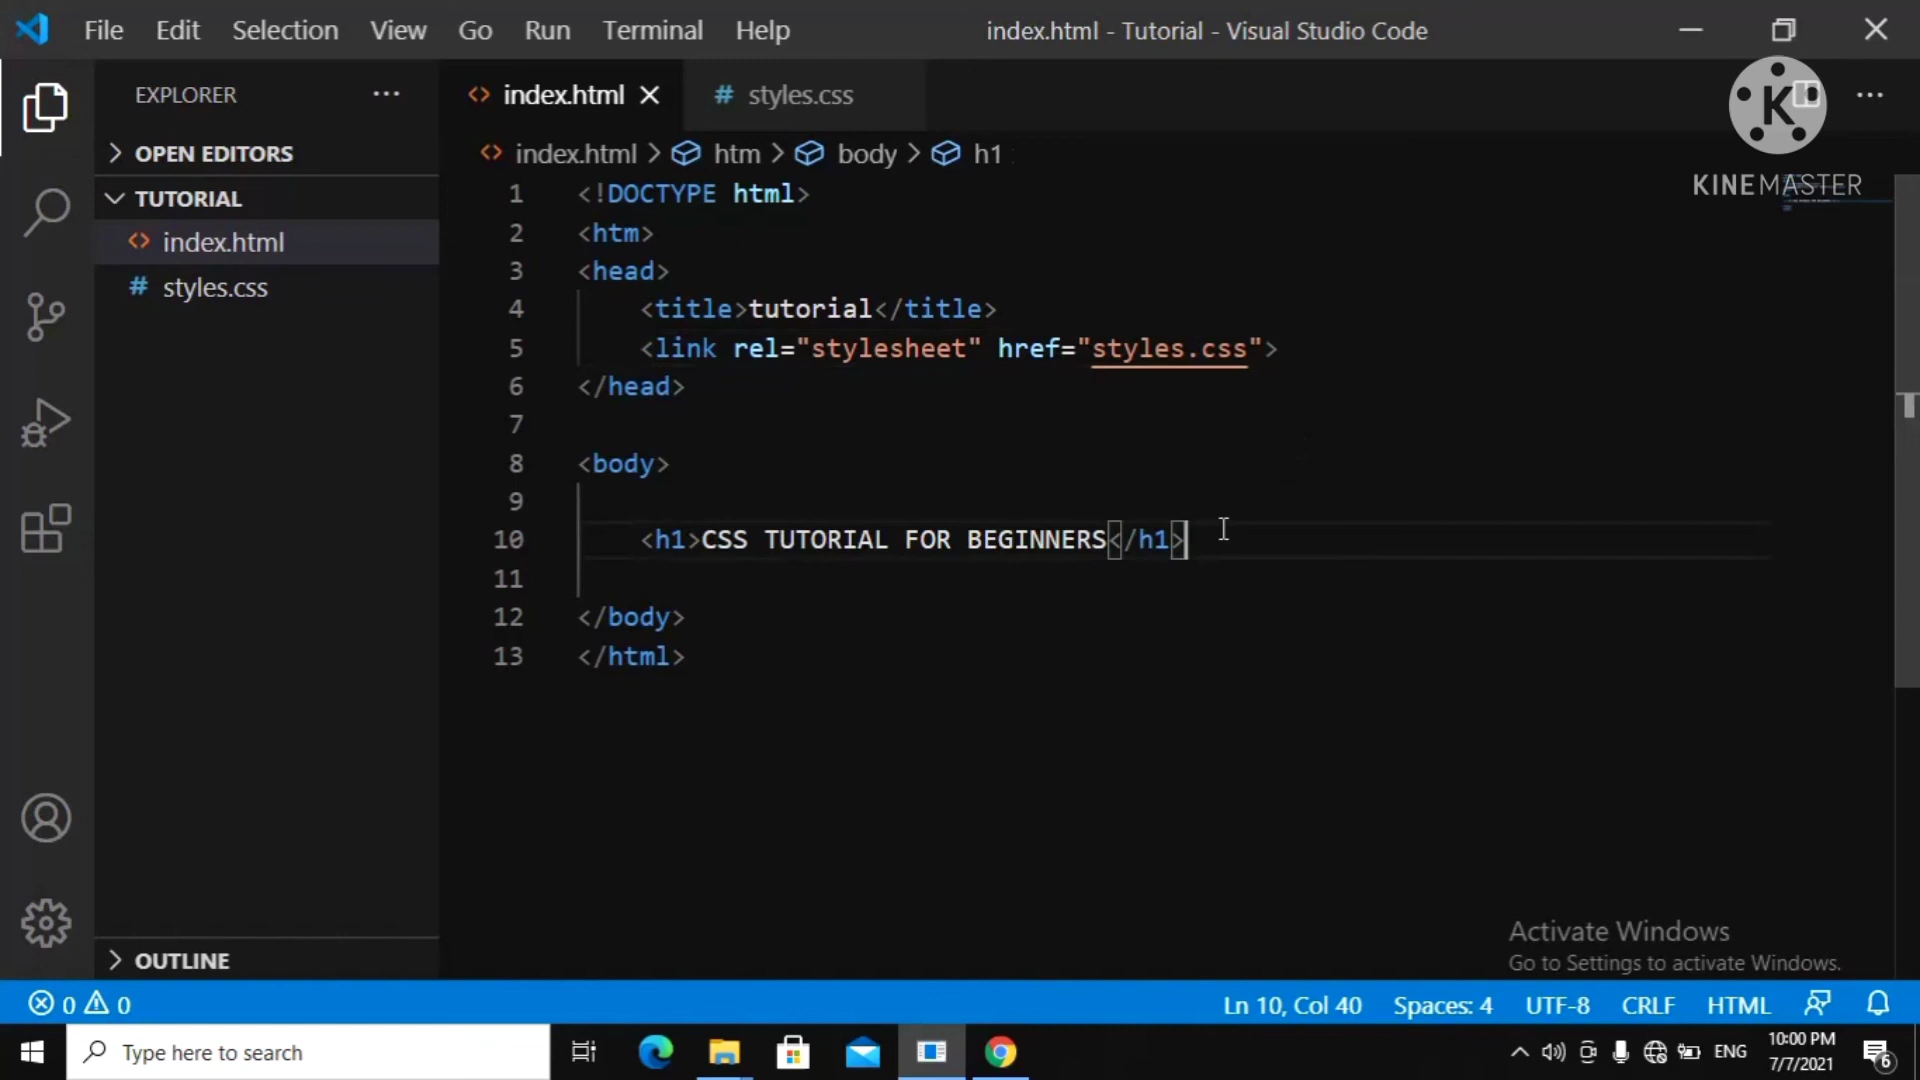 File Edit Selection View Go Run Terminal Help
index.html - Tutorial - Visual Studio Code
EXPLORER
index.html
# styles.css
OPEN EDITORS
index.html > htm > body > h1
KINEMASTER
TUTORIAL
index.html
# styles.css
1 <!DOCTYPE html>
2 <htm>
3 <head>
4 <title>tutorial</title>
5 <link rel="stylesheet" href="styles.css">
6 </head>
7
8 <body>
9
10 <h1>CSS TUTORIAL FOR BEGINNERS</h1>
11
12 </body>
13 </html>
Activate Windows
Go to Settings to activate Windows.
OUTLINE
0 0
Ln 10, Col 40 Spaces: 4 UTF-8 CRLF HTML
Type here to search
ENG
10:00 PM
7/7/2021
6